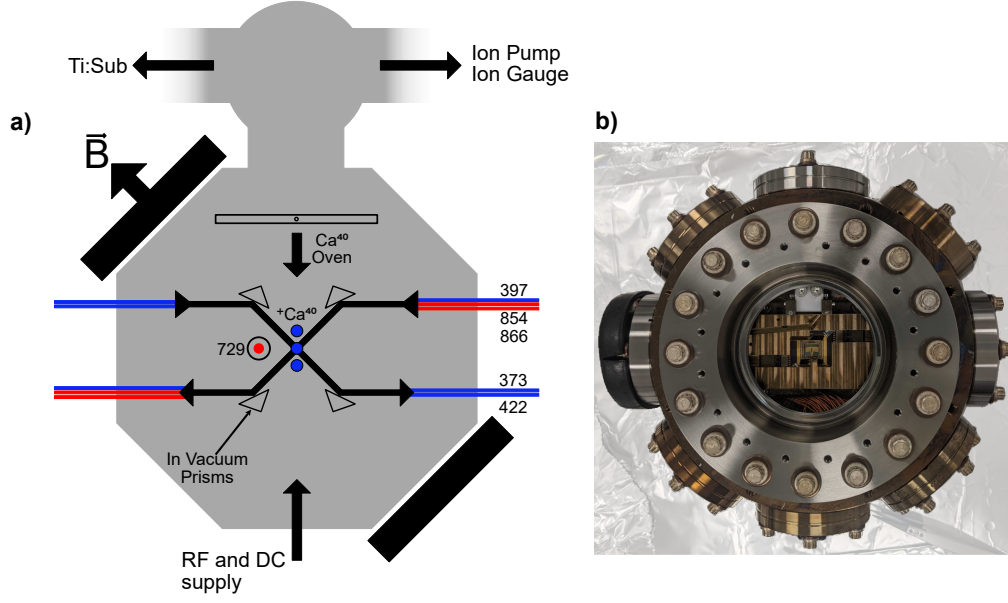 Ti:Sub
Ion Pump
Ion Gauge
a)
b)
B
Ca⁴⁰
Oven
⁺Ca⁴⁰
397
854
866
729
373
422
In Vacuum
Prisms
RF and DC
supply